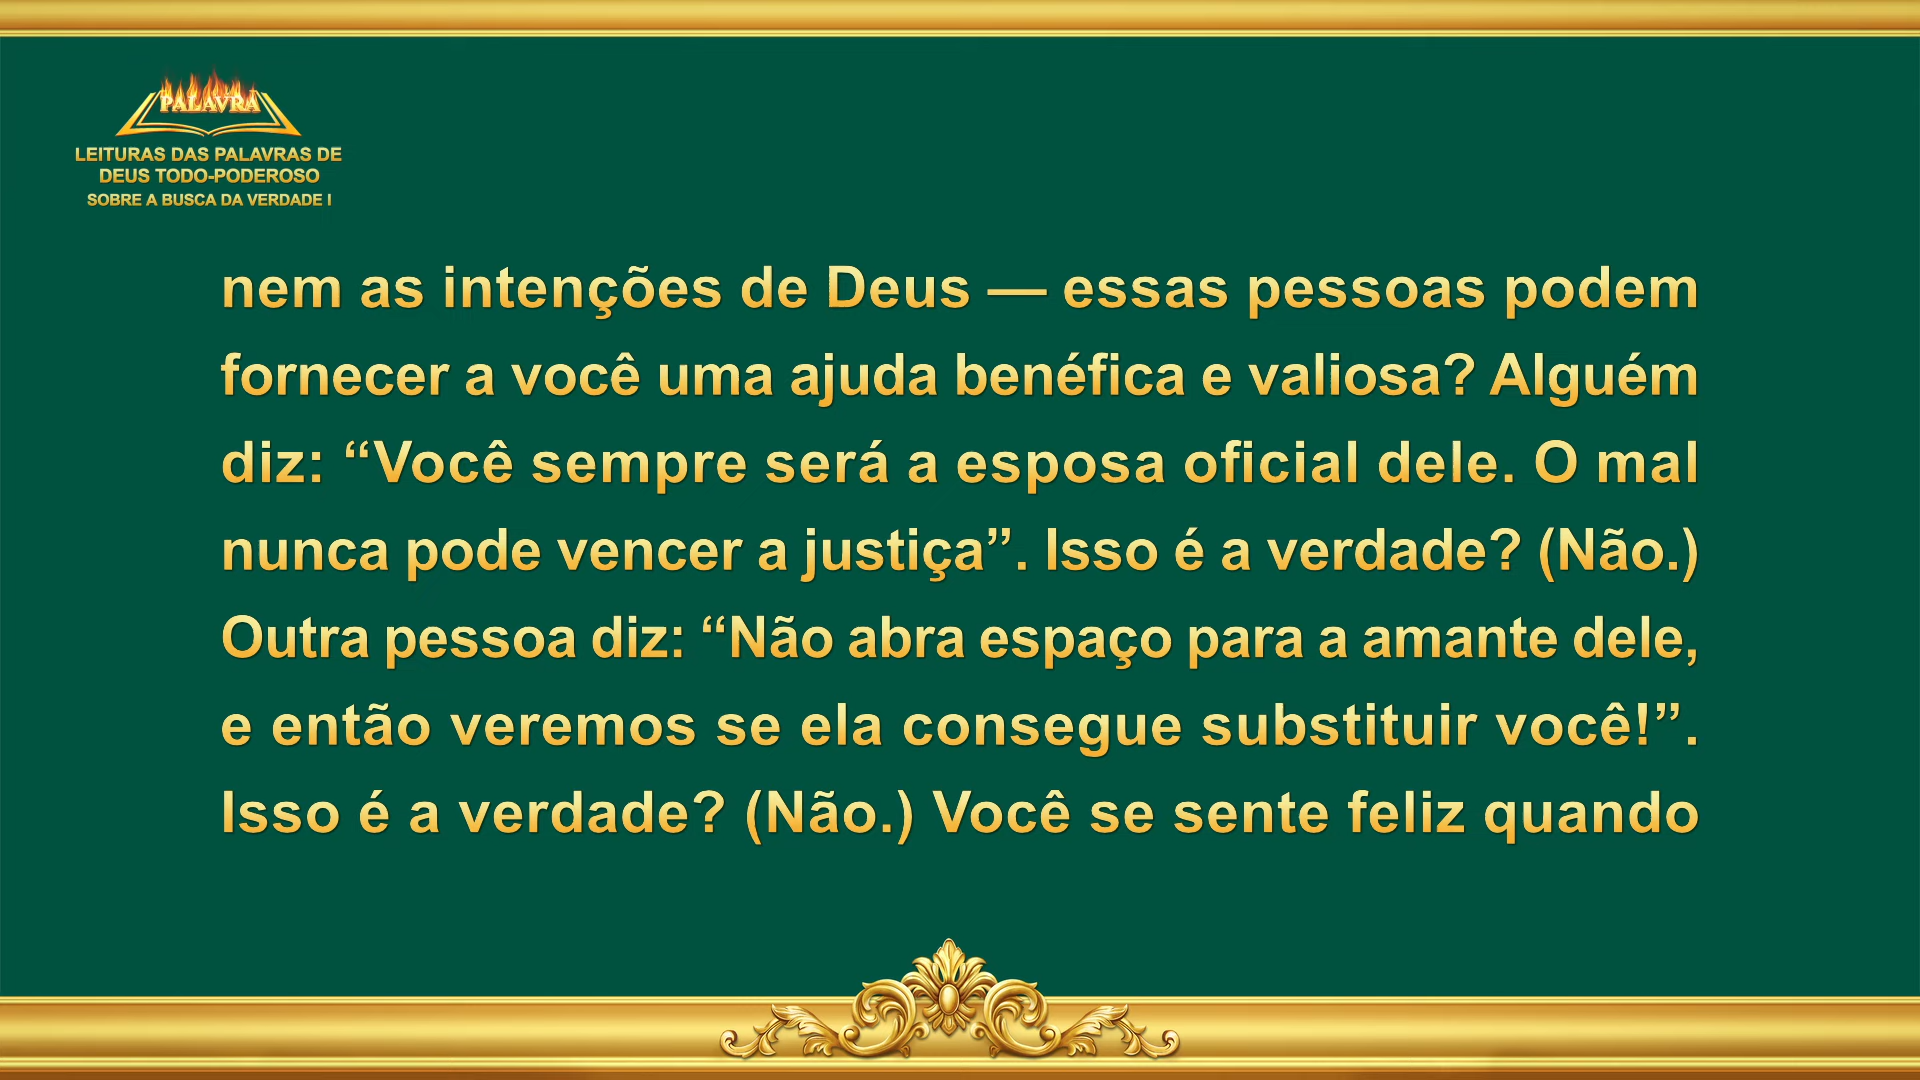 PALAVRA
LEITURAS DAS PALAVRAS DE
DEUS TODO-PODEROSO
SOBRE A BUSCA DA VERDADE I
nem as intenções de Deus — essas pessoas podem
fornecer a você uma ajuda benéfica e valiosa? Alguém
diz: “Você sempre será a esposa oficial dele. O mal
nunca pode vencer a justiça”. Isso é a verdade? (Não.)
Outra pessoa diz: “Não abra espaço para a amante dele,
e então veremos se ela consegue substituir você!”.
Isso é a verdade? (Não.) Você se sente feliz quando